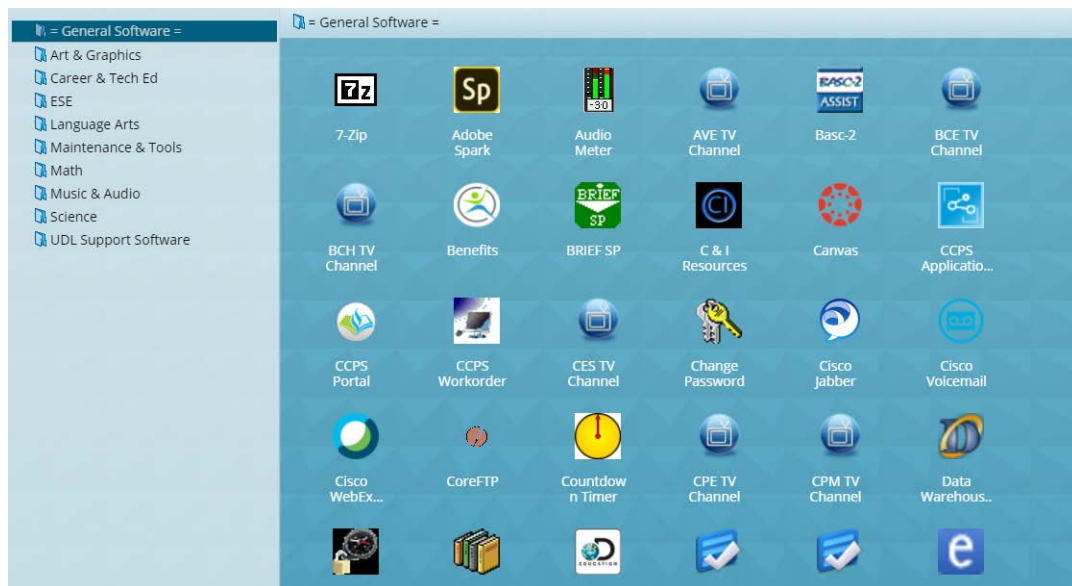 = General Software =
Art & Graphics
Career & Tech Ed
ESE
Language Arts
Maintenance & Tools
Math
Music & Audio
Science
UDL Support Software
= General Software =
7z
Sp
-30
BASC-2
ASSIST
7-Zip
Adobe
Spark
Audio
Meter
AVE TV
Channel
Basc-2
BCE TV
Channel
BRIEF
SP
CI
BCH TV
Channel
Benefits
BRIEF SP
C & I
Resources
Canvas
CCPS
Applicatio...
CCPS
Portal
CCPS
Workorder
CES TV
Channel
Change
Password
Cisco
Jabber
Cisco
Voicemail
Cisco
WebEx...
CoreFTP
Countdow
n Timer
CPE TV
Channel
CPM TV
Channel
Data
Warehous..
D
EDUCATION
e